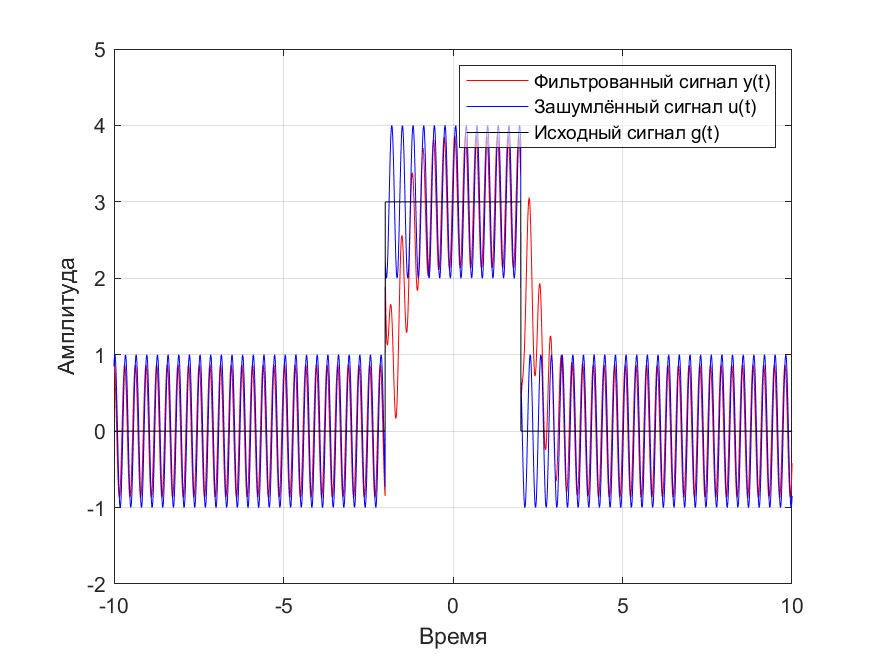 5
4
3
2
1
0
-1
-2
Амплитуда
Фильтрованный сигнал y(t)
Зашумлённый сигнал u(t)
Исходный сигнал g(t)
-10
-5
0
5
10
Время